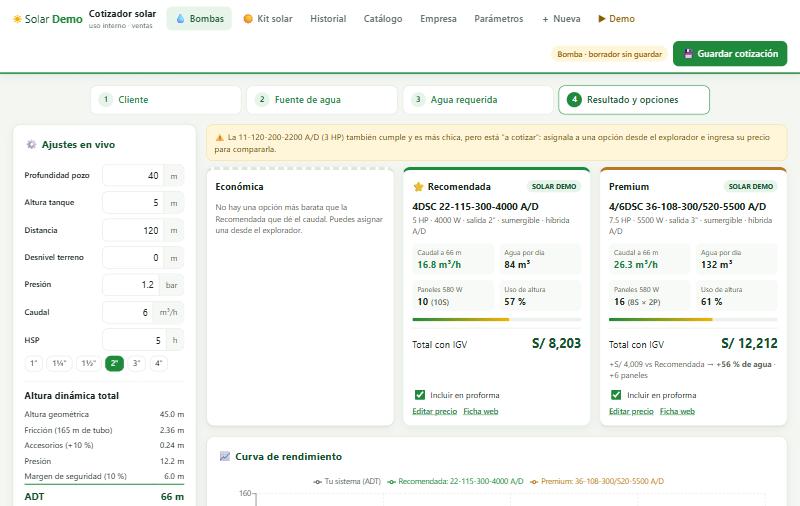 Solar Demo
Cotizador solar
uso interno · ventas
Bombas
Kit solar
Historial
Catálogo
Empresa
Parámetros
+ Nueva
Demo
Bomba · borrador sin guardar
Guardar cotización
1 Cliente
2 Fuente de agua
3 Agua requerida
4 Resultado y opciones
Ajustes en vivo
Profundidad pozo 40 m
Altura tanque 5 m
Distancia 120 m
Desnivel terreno 0 m
Presión 1.2 bar
Caudal 6 m³/h
HSP 5 h
1" 1¼" 1½" 2" 3" 4"
Altura dinámica total
Altura geométrica 45.0 m
Fricción (165 m de tubo) 2.36 m
Accesorios (+10 %) 0.24 m
Presión 12.2 m
Margen de seguridad (10 %) 6.0 m
ADT 66 m
La 11-120-200-2200 A/D (3 HP) también cumple y es más chica, pero está "a cotizar": asígnala a una opción desde el explorador e ingresa su precio
para compararla.
Económica
No hay una opción más barata que la
Recomendada que dé el caudal. Puedes asignar
una desde el explorador.
Recomendada SOLAR DEMO
4DSC 22-115-300-4000 A/D
5 HP · 4000 W · salida 2" · sumergible · híbrida
A/D
Caudal a 66 m
16.8 m³/h
Agua por día
84 m³
Paneles 580 W
10 (10S)
Uso de altura
57 %
Total con IGV S/ 8,203
Incluir en proforma
Editar precio Ficha web
Premium SOLAR DEMO
4/6DSC 36-108-300/520-5500 A/D
7.5 HP · 5500 W · salida 3" · sumergible · híbrida
A/D
Caudal a 66 m
26.3 m³/h
Agua por día
132 m³
Paneles 580 W
16 (8S × 2P)
Uso de altura
61 %
Total con IGV S/ 12,212
+S/ 4,009 vs Recomendada → +56 % de agua ·
+6 paneles
Incluir en proforma
Editar precio Ficha web
Curva de rendimiento
Tu sistema (ADT) Recomendada: 22-115-300-4000 A/D Premium: 36-108-300/520-5500 A/D
160